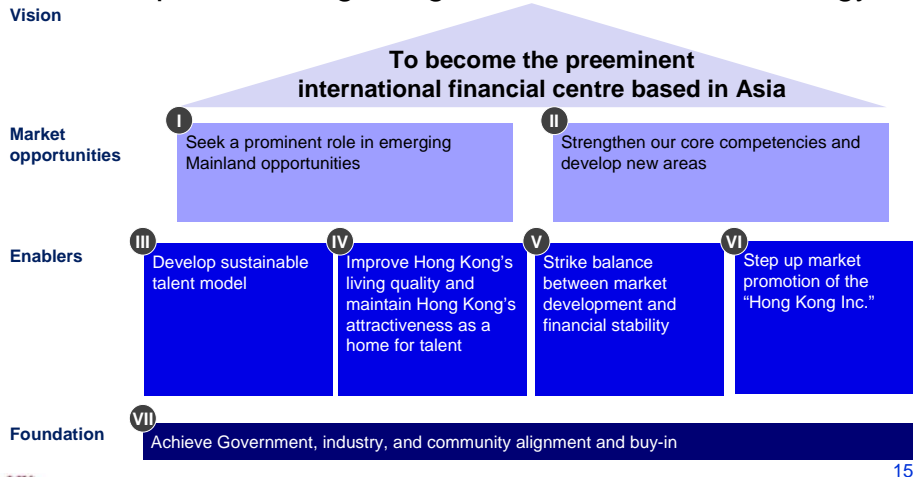 Vision
To become the preeminent
international financial centre based in Asia
Market
opportunities
I
Seek a prominent role in emerging
Mainland opportunities
II
Strengthen our core competencies and
develop new areas
Enablers
III
Develop sustainable
talent model
IV
Improve Hong Kong's
living quality and
maintain Hong Kong's
attractiveness as a
home for talent
V
Strike balance
between market
development and
financial stability
VI
Step up market
promotion of the
“Hong Kong Inc.”
Foundation
VII
Achieve Government, industry, and community alignment and buy-in
15